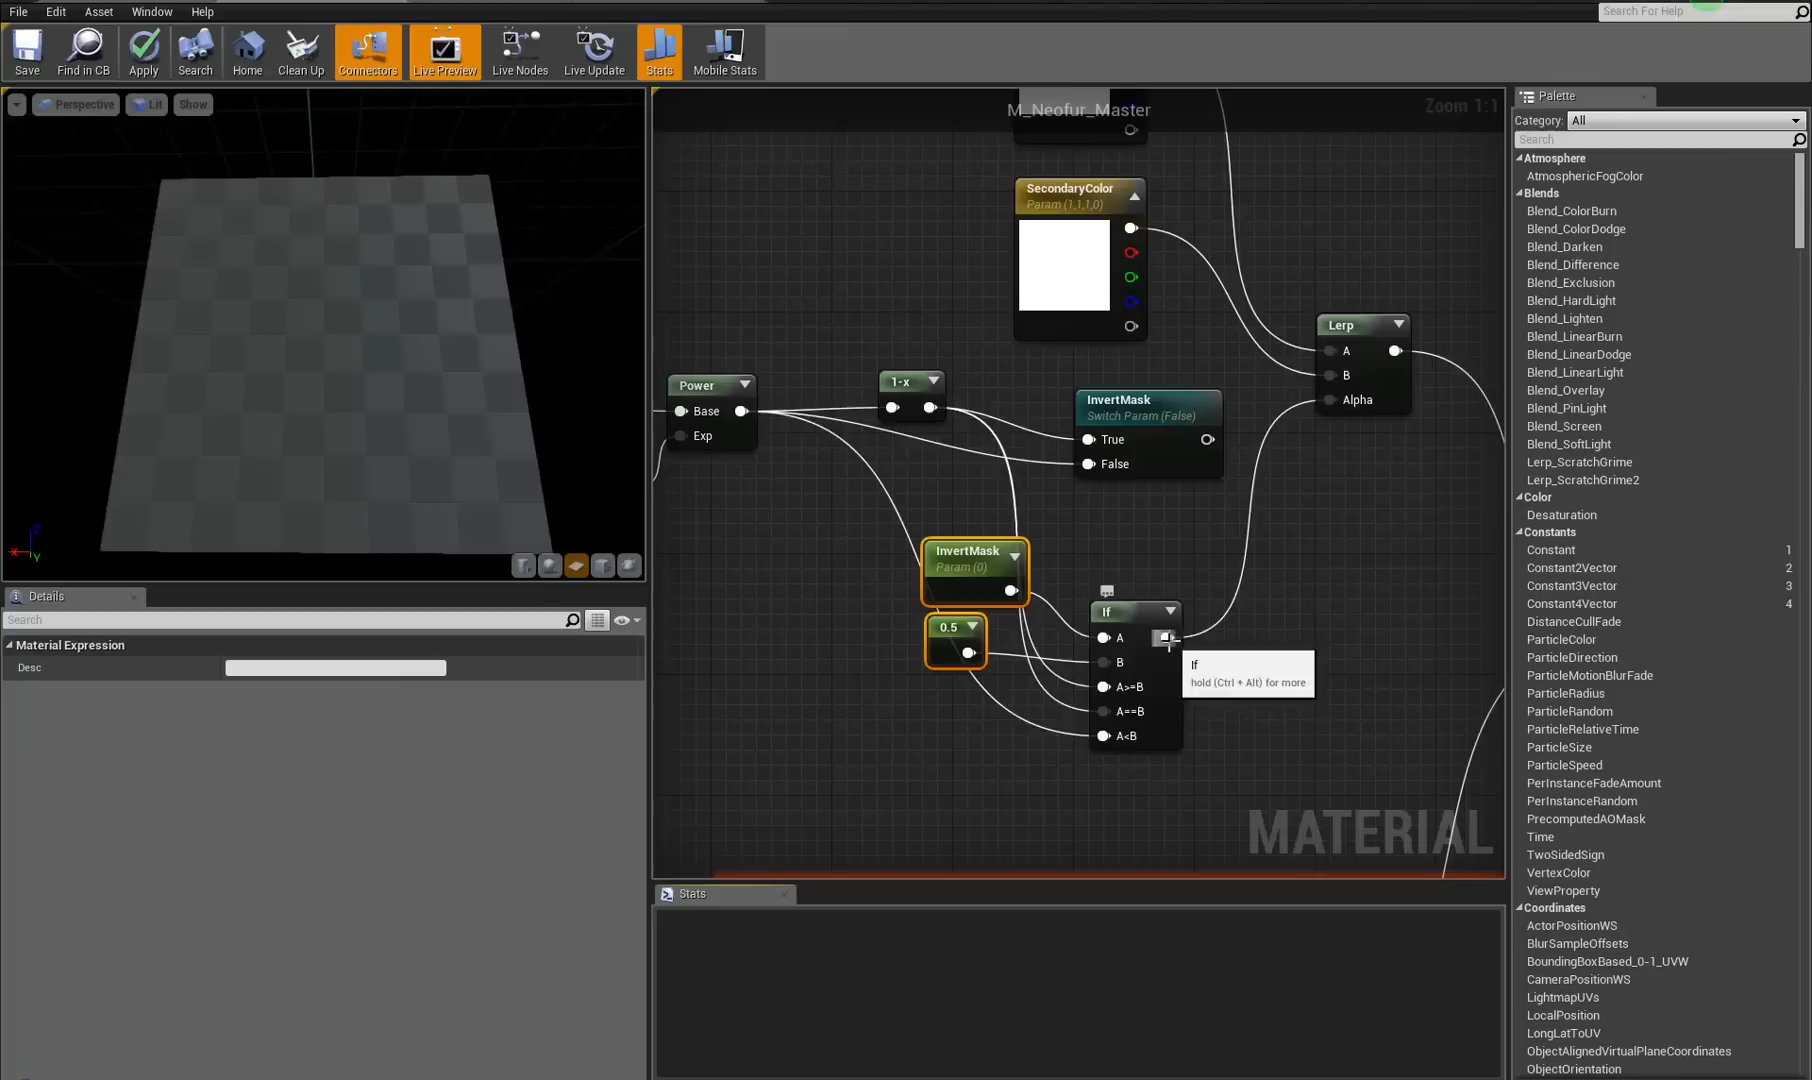 File Edit Asset Window Help
Search For Help
Save Find in CB Apply Search Home Clean Up Connectors Live Preview Live Nodes Live Update Stats Mobile Stats
Perspective Lit Show
X
Y
Z
Details
Search
Material Expression
Desc
M_Neofur_Master
Zoom 1:1
SecondaryColor
Param (1,1,1,0)
Lerp
A
B
Alpha
Power
Base
Exp
1-x
InvertMask
Switch Param (False)
True
False
InvertMask
Param (0)
0.5
If
A
B
A>=B
A==B
A<B
If
hold (Ctrl + Alt) for more
MATERIAL
Stats
Palette
Category: All
Search
Atmosphere
AtmosphericFogColor
Blends
Blend_ColorBurn
Blend_ColorDodge
Blend_Darken
Blend_Difference
Blend_Exclusion
Blend_HardLight
Blend_Lighten
Blend_LinearBurn
Blend_LinearDodge
Blend_LinearLight
Blend_Overlay
Blend_PinLight
Blend_Screen
Blend_SoftLight
Lerp_ScratchGrime
Lerp_ScratchGrime2
Color
Desaturation
Constants
Constant 1
Constant2Vector 2
Constant3Vector 3
Constant4Vector 4
DistanceCullFade
ParticleColor
ParticleDirection
ParticleMotionBlurFade
ParticleRadius
ParticleRandom
ParticleRelativeTime
ParticleSize
ParticleSpeed
PerInstanceFadeAmount
PerInstanceRandom
PrecomputedAOMask
Time
TwoSidedSign
VertexColor
ViewProperty
Coordinates
ActorPositionWS
BlurSampleOffsets
BoundingBoxBased_0-1_UVW
CameraPositionWS
LightmapUVs
LocalPosition
LongLatToUV
ObjectAlignedVirtualPlaneCoordinates
ObjectOrientation